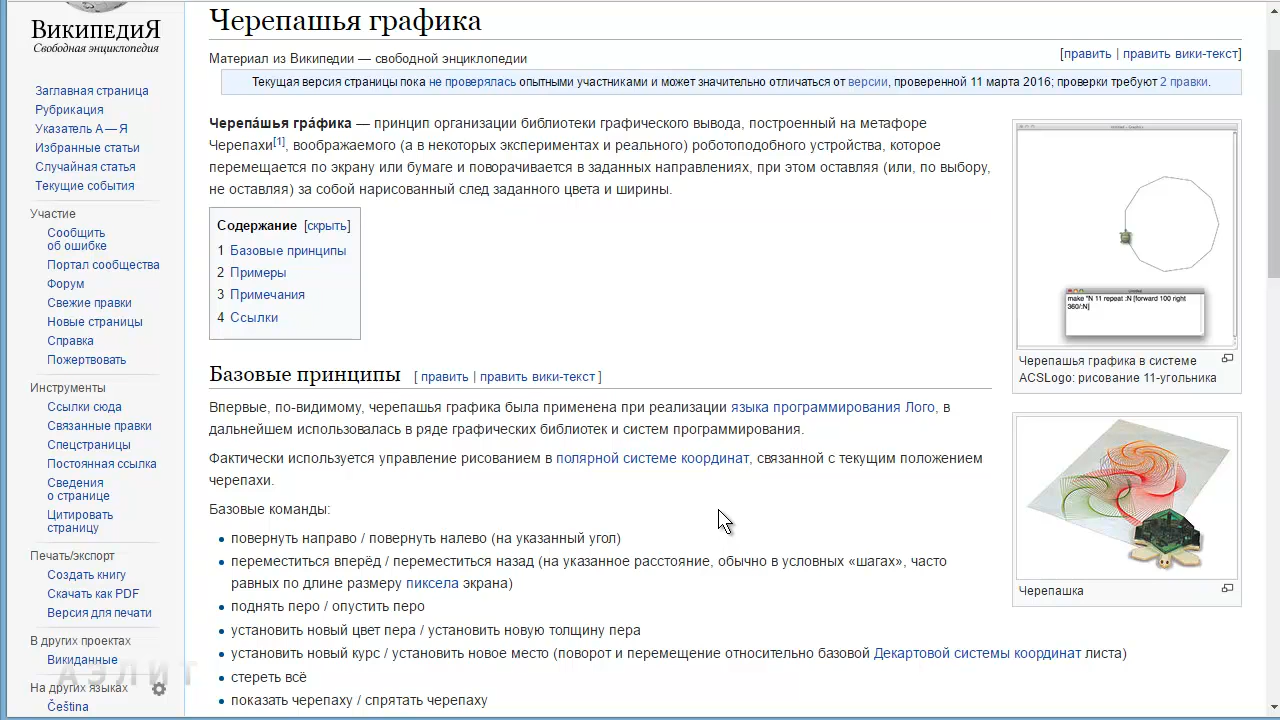 ВИКИПЕДИЯ
Свободная энциклопедия
Заглавная страница
Рубрикация
Указатель А — Я
Избранные статьи
Случайная статья
Текущие события
Участие
Сообщить
об ошибке
Портал сообщества
Форум
Свежие правки
Новые страницы
Справка
Пожертвовать
Инструменты
Ссылки сюда
Связанные правки
Спецстраницы
Постоянная ссылка
Сведения
о странице
Цитировать
страницу
Печать/экспорт
Создать книгу
Скачать как PDF
Версия для печати
В других проектах
Викиданные
На других языках
Čeština
АЭЛИТ
Черепашья графика
[править | править вики-текст]
Материал из Википедии — свободной энциклопедии
Текущая версия страницы пока не проверялась опытными участниками и может значительно отличаться от версии, проверенной 11 марта 2016; проверки требуют 2 правки.
Черепа́шья гра́фика — принцип организации библиотеки графического вывода, построенный на метафоре
Черепахи[1], воображаемого (а в некоторых экспериментах и реального) роботоподобного устройства, которое
перемещается по экрану или бумаге и поворачивается в заданных направлениях, при этом оставляя (или, по выбору,
не оставляя) за собой нарисованный след заданного цвета и ширины.
Содержание [скрыть]
1 Базовые принципы
2 Примеры
3 Примечания
4 Ссылки
Базовые принципы [ править | править вики-текст ]
Впервые, по-видимому, черепашья графика была применена при реализации языка программирования Лого, в
дальнейшем использовалась в ряде графических библиотек и систем программирования.
Фактически используется управление рисованием в полярной системе координат, связанной с текущим положением
черепахи.
Базовые команды:
повернуть направо / повернуть налево (на указанный угол)
переместиться вперёд / переместиться назад (на указанное расстояние, обычно в условных «шагах», часто
равных по длине размеру пиксела экрана)
поднять перо / опустить перо
установить новый цвет пера / установить новую толщину пера
установить новый курс / установить новое место (поворот и перемещение относительно базовой Декартовой системы координат листа)
стереть всё
показать черепаху / спрятать черепаху
make "N 11 repeat :N [forward 100 right
360/:N]
Черепашья графика в системе
ACSLogo: рисование 11-угольника
Черепашка